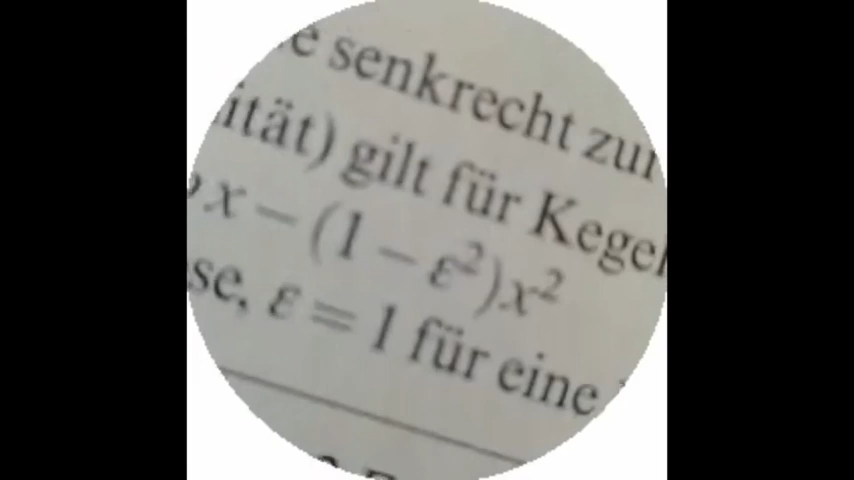 senkrecht zur
ität) gilt für Kegel
x − (1 − ε²)x²
se, ε = 1 für eine